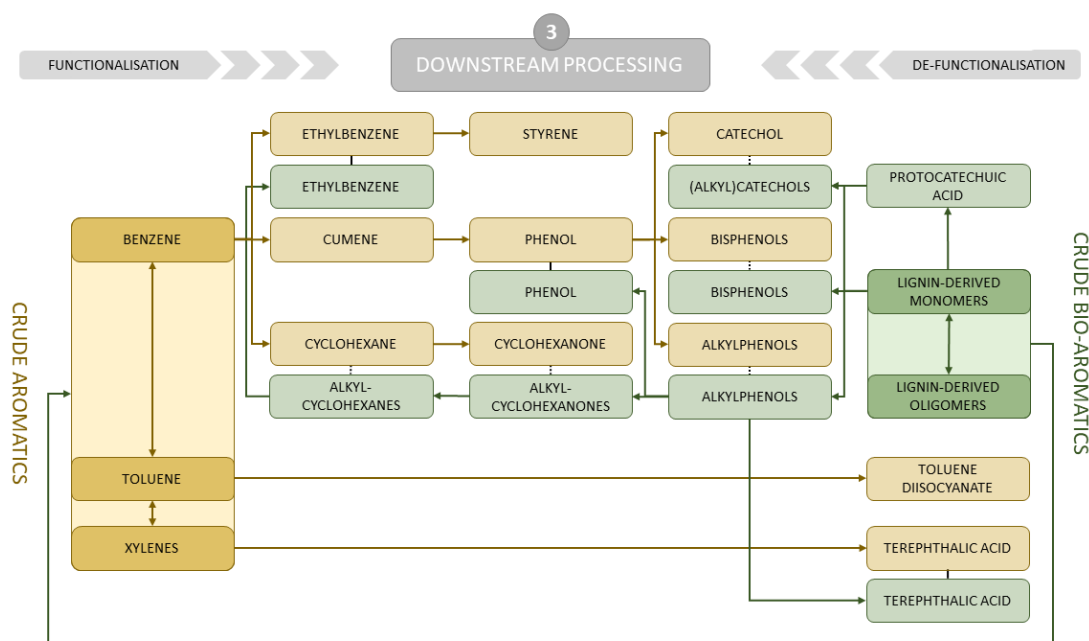 3
FUNCTIONALISATION
DOWNSTREAM PROCESSING
DE-FUNCTIONALISATION
ETHYLBENZENE
STYRENE
CATECHOL
ETHYLBENZENE
(ALKYL)CATECHOLS
PROTOCATECHUIC
ACID
BENZENE
CUMENE
PHENOL
BISPHENOLS
PHENOL
BISPHENOLS
LIGNIN-DERIVED
MONOMERS
CYCLOHEXANE
CYCLOHEXANONE
ALKYLPHENOLS
ALKYL-
CYCLOHEXANES
ALKYL-
CYCLOHEXANONES
ALKYLPHENOLS
LIGNIN-DERIVED
OLIGOMERS
CRUDE AROMATICS
CRUDE BIO-AROMATICS
TOLUENE
TOLUENE
DIISOCYANATE
XYLENES
TEREPHTHALIC ACID
TEREPHTHALIC ACID